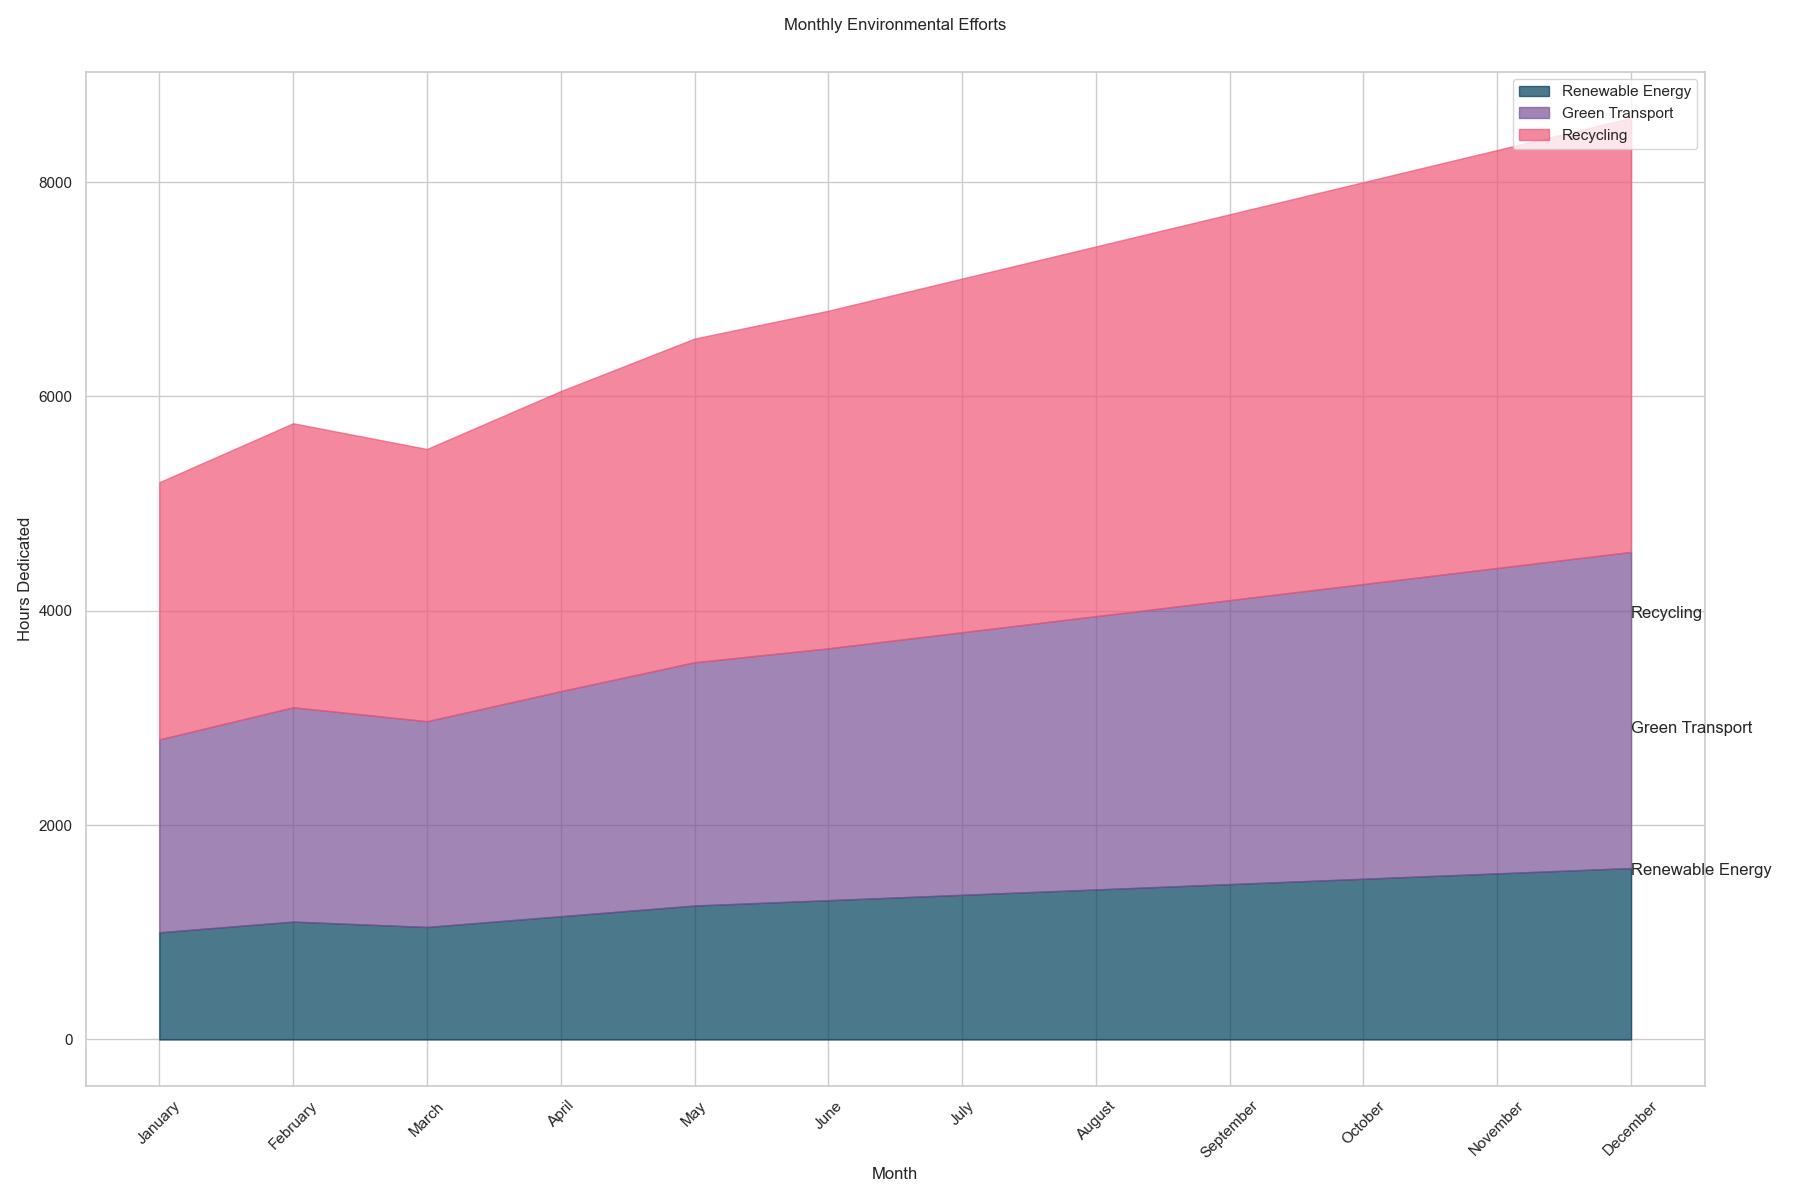 Monthly Environmental Efforts
Renewable Energy
Green Transport
Recycling
8000
6000
4000
2000
0
Hours Dedicated
Recycling
Green Transport
Renewable Energy
January
February
March
April
May
June
July
August
September
October
November
December
Month